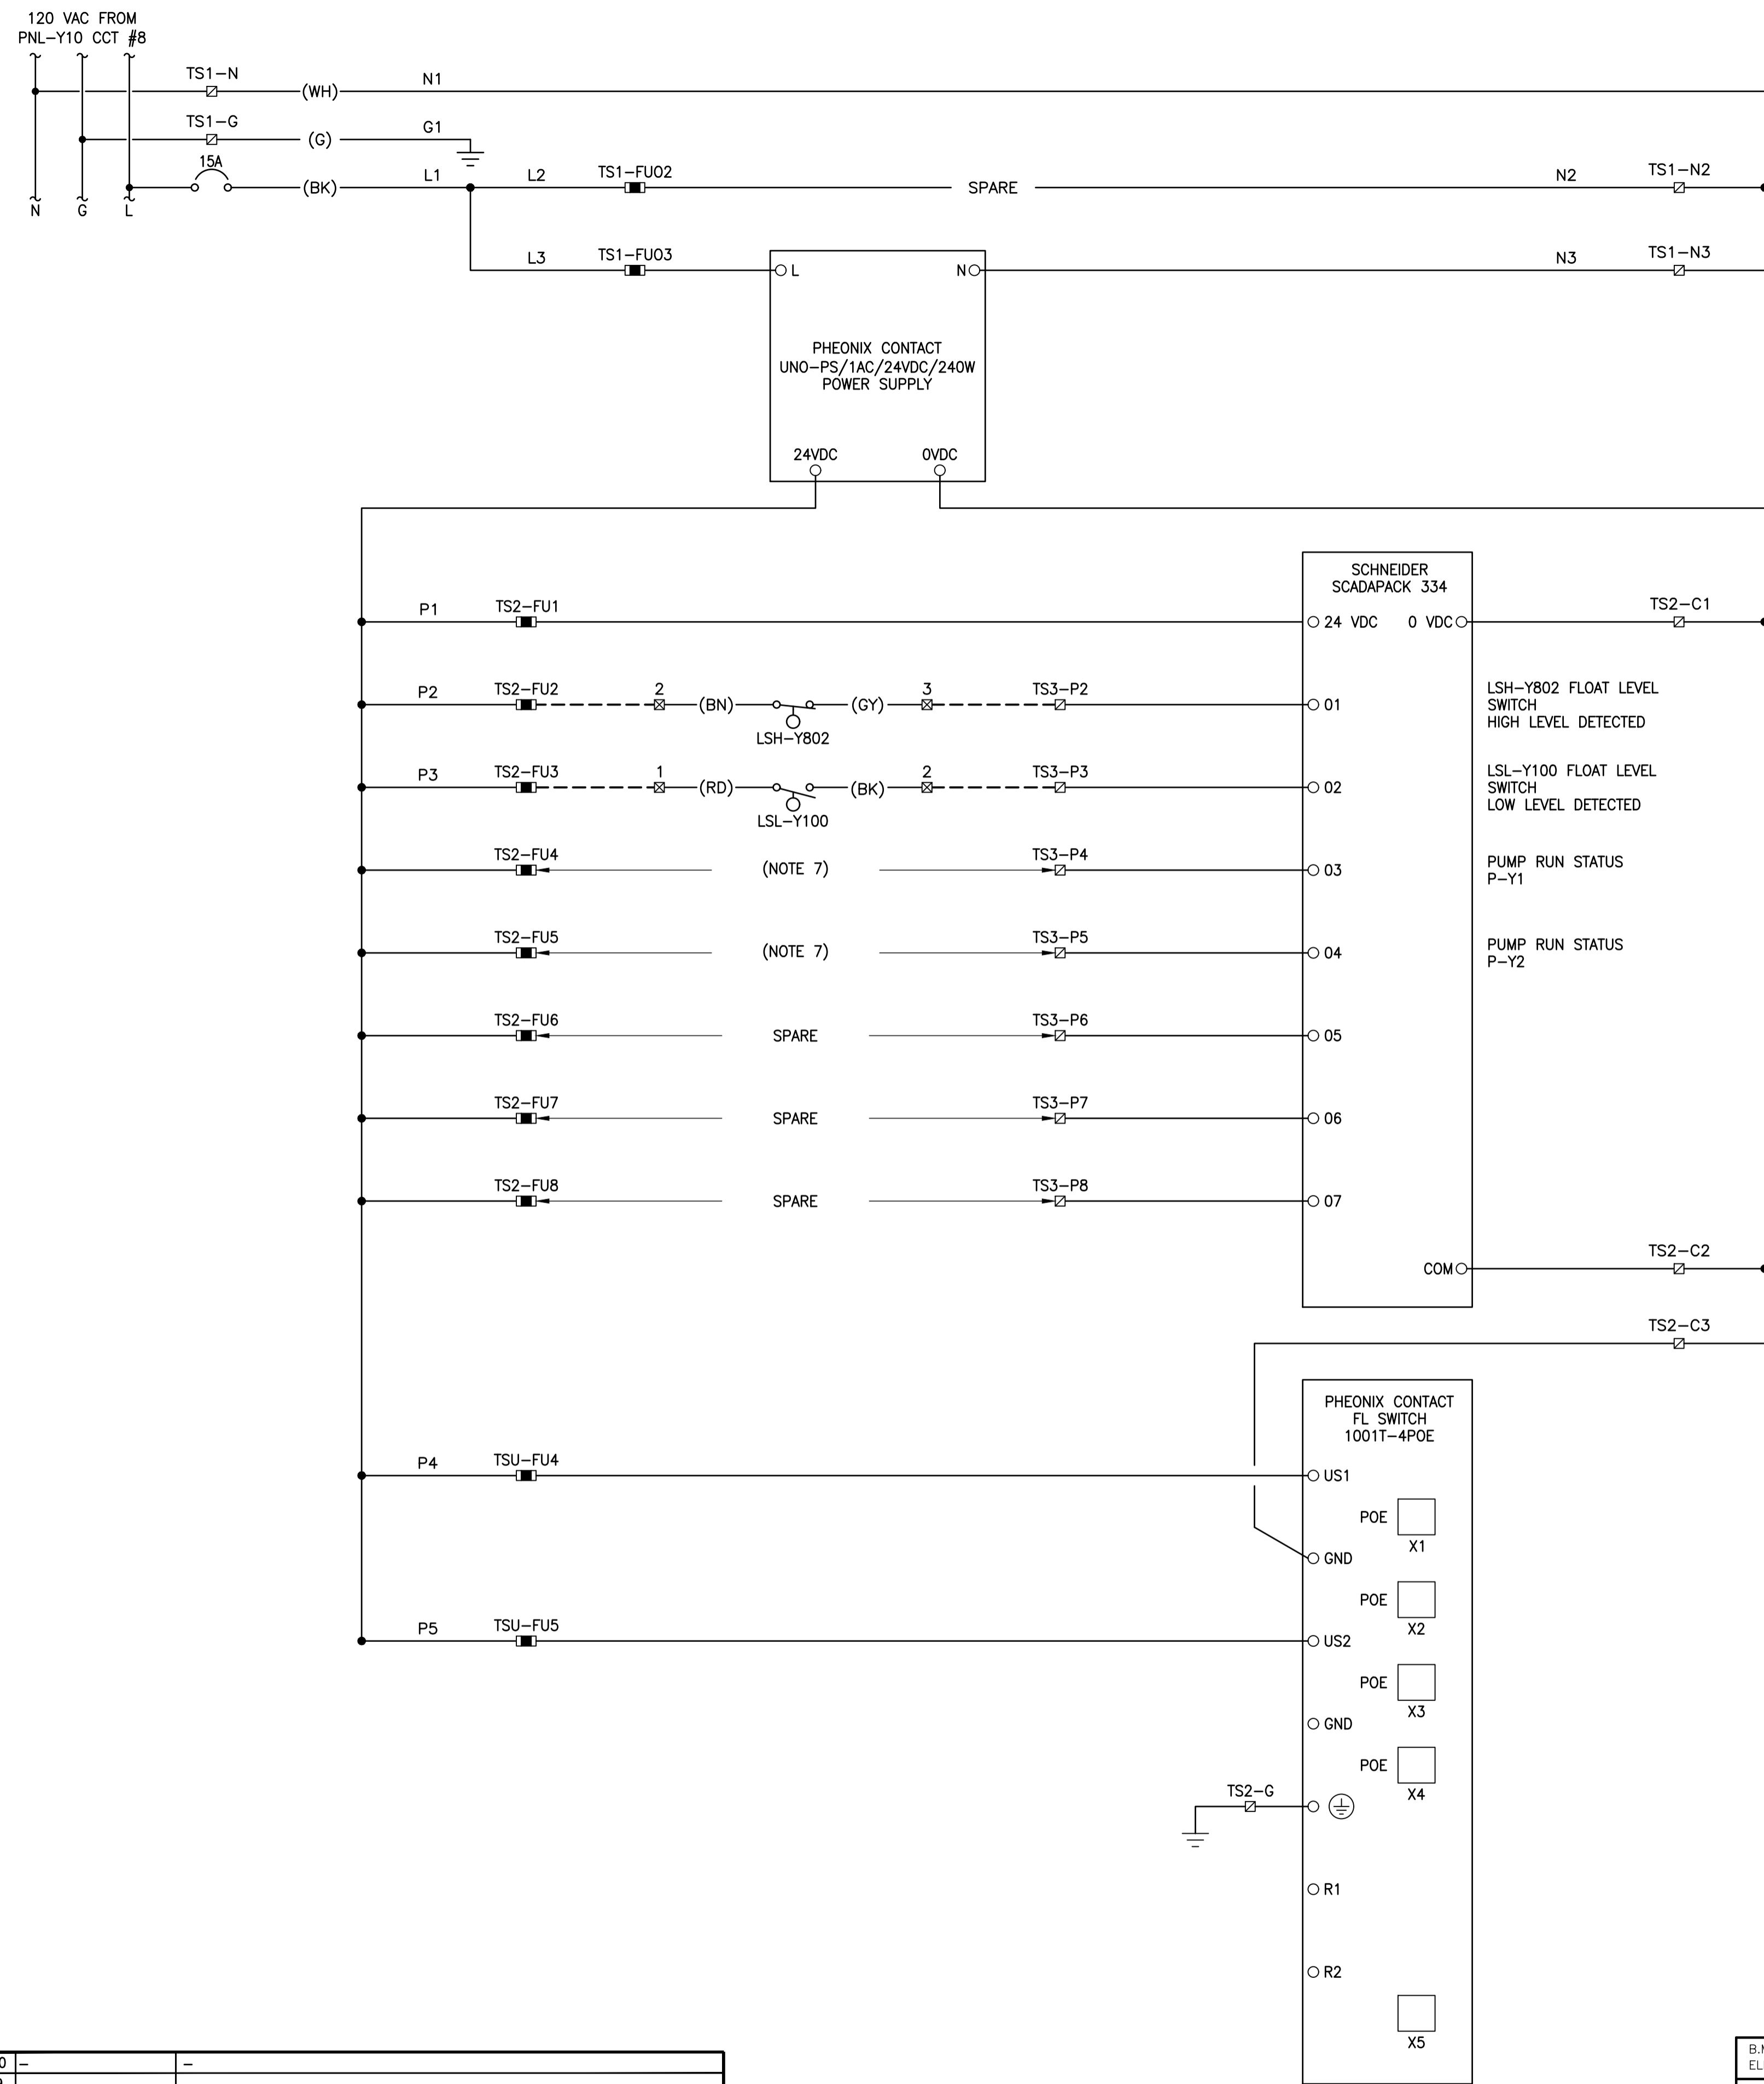 120 VAC FROM
PNL-Y10 CCT #8
TS1-N
(WH)
N1
TS1-G
(G)
G1
15A
(BK)
L1
L2
TS1-FU02
SPARE
N2
TS1-N2
N
G
L
L3
TS1-FU03
L
N
N3
TS1-N3
PHEONIX CONTACT
UNO-PS/1AC/24VDC/240W
POWER SUPPLY
24VDC
0VDC
SCHNEIDER
SCADAPACK 334
P1
TS2-FU1
24 VDC
0 VDC
TS2-C1
P2
TS2-FU2
2
(BN)
LSH-Y802
(GY)
3
TS3-P2
01
LSH-Y802 FLOAT LEVEL
SWITCH
HIGH LEVEL DETECTED
P3
TS2-FU3
1
(RD)
LSL-Y100
(BK)
2
TS3-P3
02
LSL-Y100 FLOAT LEVEL
SWITCH
LOW LEVEL DETECTED
TS2-FU4
(NOTE 7)
TS3-P4
03
PUMP RUN STATUS
P-Y1
TS2-FU5
(NOTE 7)
TS3-P5
04
PUMP RUN STATUS
P-Y2
TS2-FU6
SPARE
TS3-P6
05
TS2-FU7
SPARE
TS3-P7
06
TS2-FU8
SPARE
TS3-P8
07
COM
TS2-C2
TS2-C3
PHEONIX CONTACT
FL SWITCH
1001T-4POE
P4
TSU-FU4
US1
POE
X1
GND
POE
X2
P5
TSU-FU5
US2
POE
X3
GND
POE
X4
TS2-G
R1
R2
X5
0
-
-
B.
EL